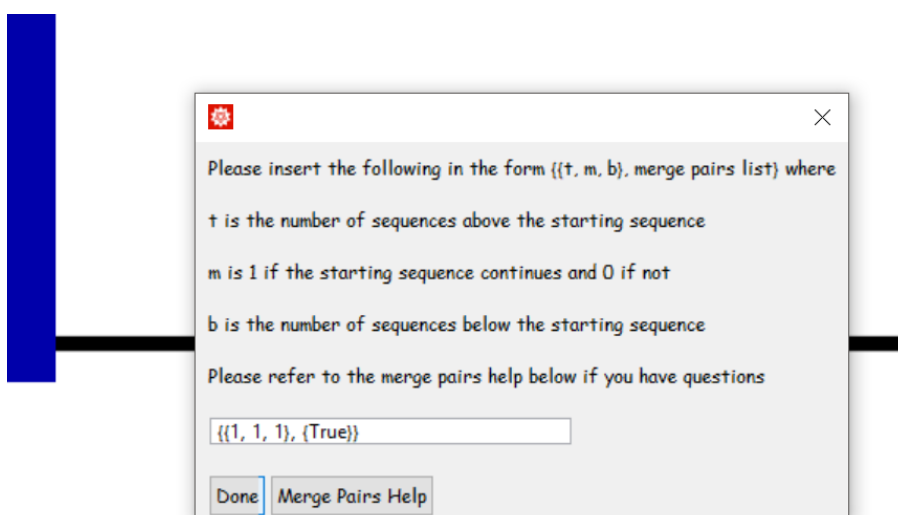 Please insert the following in the form {{t, m, b}, merge pairs list} where
t is the number of sequences above the starting sequence
m is 1 if the starting sequence continues and 0 if not
b is the number of sequences below the starting sequence
Please refer to the merge pairs help below if you have questions
{{1, 1, 1}, {True}}
Done Merge Pairs Help